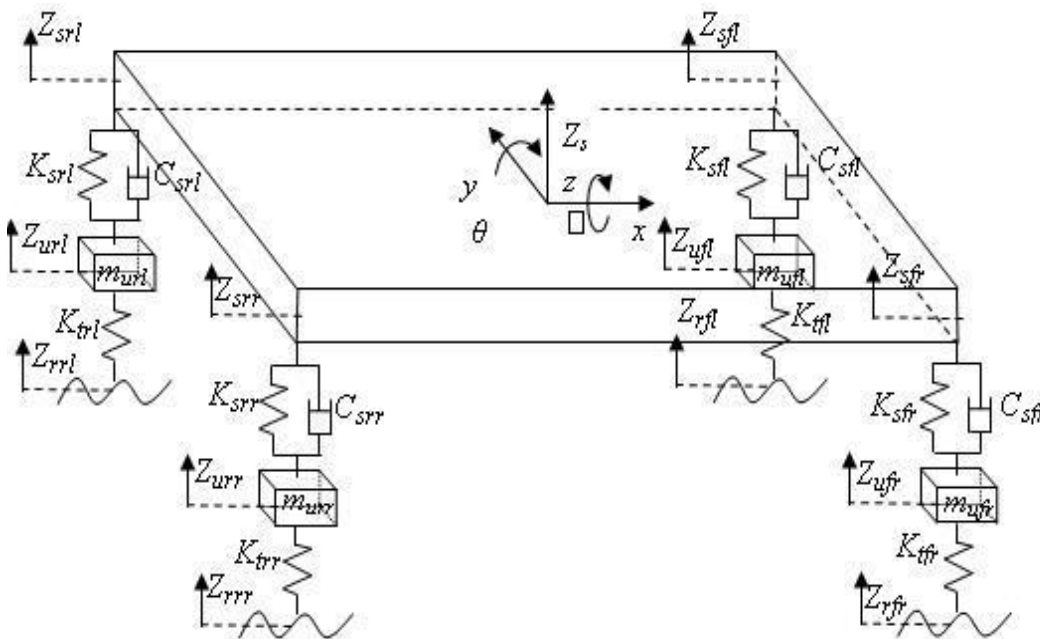 Z_srl
Z_sfl
Z_s
K_srl
C_srl
K_sfl
C_sfl
y
z
x
θ
Z_url
m_url
Z_ufl
m_ufl
Z_srr
Z_sfr
K_trl
Z_rfl
K_tfl
Z_rrl
K_srr
C_srr
K_sfr
Z_urr
m_urr
Z_ufr
m_ufr
K_trr
K_tfr
Z_rrr
Z_rfr